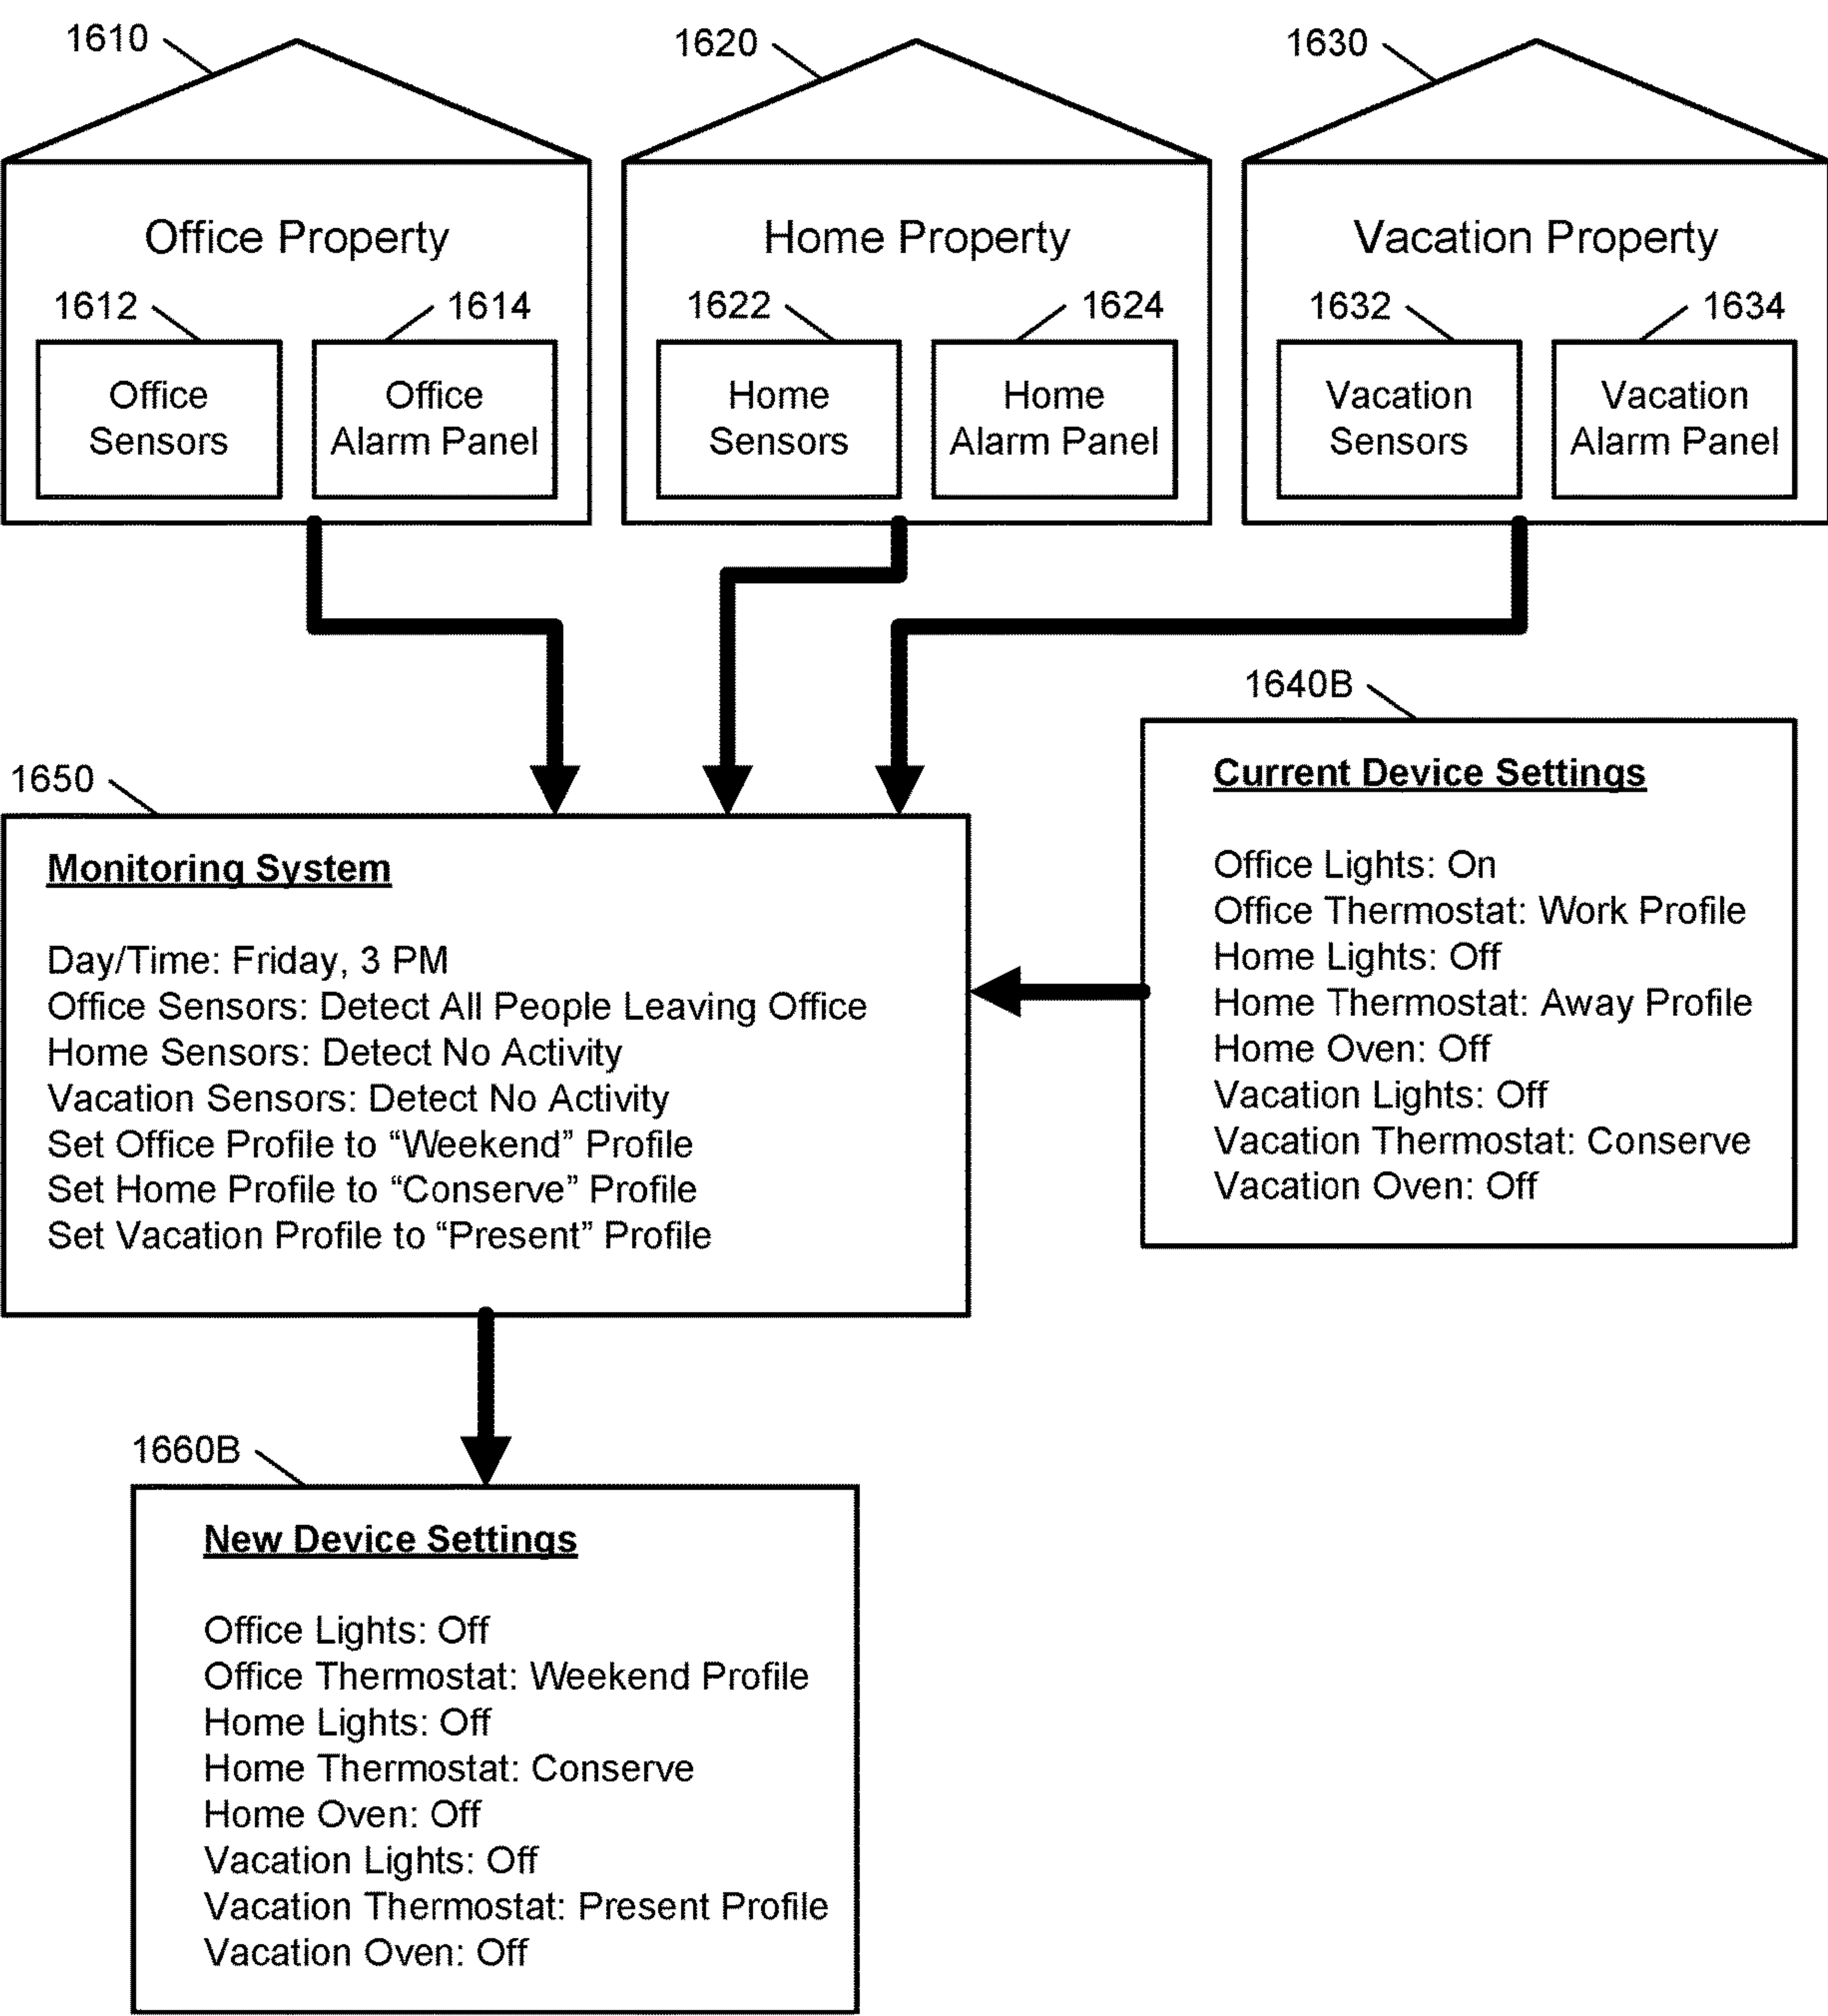 1610
1620
1630
Office Property
Home Property
Vacation Property
1612
1614
1622
1624
1632
1634
Office
Sensors
Office
Alarm Panel
Home
Sensors
Home
Alarm Panel
Vacation
Sensors
Vacation
Alarm Panel
1640B
Current Device Settings
Office Lights: On
Office Thermostat: Work Profile
Home Lights: Off
Home Thermostat: Away Profile
Home Oven: Off
Vacation Lights: Off
Vacation Thermostat: Conserve
Vacation Oven: Off
1650
Monitoring System
Day/Time: Friday, 3 PM
Office Sensors: Detect All People Leaving Office
Home Sensors: Detect No Activity
Vacation Sensors: Detect No Activity
Set Office Profile to “Weekend” Profile
Set Home Profile to “Conserve” Profile
Set Vacation Profile to “Present” Profile
1660B
New Device Settings
Office Lights: Off
Office Thermostat: Weekend Profile
Home Lights: Off
Home Thermostat: Conserve
Home Oven: Off
Vacation Lights: Off
Vacation Thermostat: Present Profile
Vacation Oven: Off